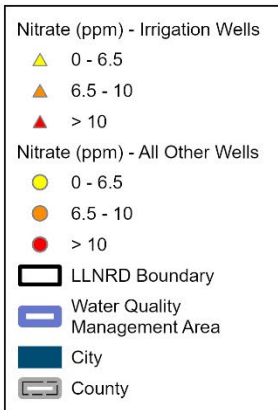 Nitrate (ppm) - Irrigation Wells
0 - 6.5
6.5 - 10
> 10
Nitrate (ppm) - All Other Wells
0 - 6.5
6.5 - 10
> 10
LLNRD Boundary
Water Quality
Management Area
City
County